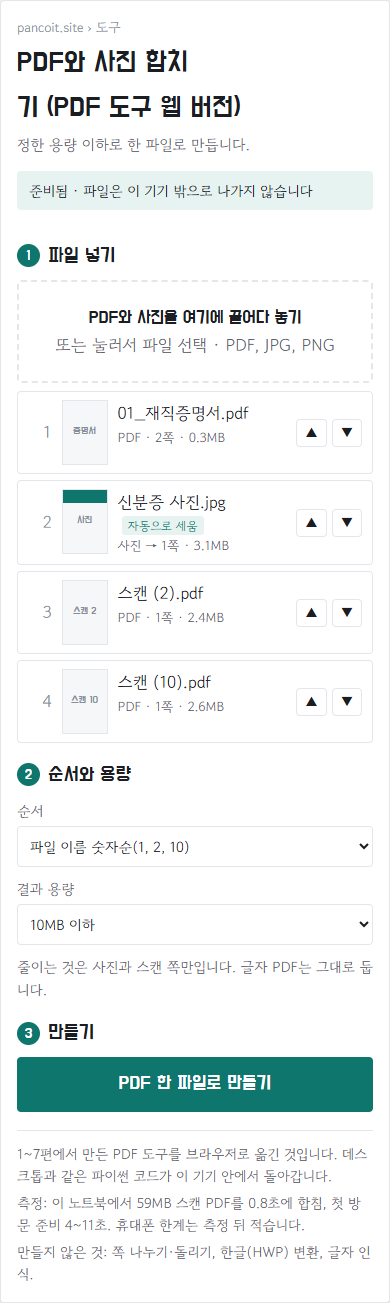 pancoit.site › 도구
PDF와 사진 합치
기 (PDF 도구 웹 버전)
정한 용량 이하로 한 파일로 만듭니다.
준비됨 · 파일은 이 기기 밖으로 나가지 않습니다
1 파일 넣기
PDF와 사진을 여기에 끌어다 놓기
또는 눌러서 파일 선택 · PDF, JPG, PNG
1 증명서 01_재직증명서.pdf ▲ ▼
PDF · 2쪽 · 0.3MB
2 사진 신분증 사진.jpg ▲ ▼
자동으로 세움
사진 → 1쪽 · 3.1MB
3 스캔 2 스캔 (2).pdf ▲ ▼
PDF · 1쪽 · 2.4MB
4 스캔 10 스캔 (10).pdf ▲ ▼
PDF · 1쪽 · 2.6MB
2 순서와 용량
순서
파일 이름 숫자순(1, 2, 10)
결과 용량
10MB 이하
줄이는 것은 사진과 스캔 쪽만입니다. 글자 PDF는 그대로 둡
니다.
3 만들기
PDF 한 파일로 만들기
1~7편에서 만든 PDF 도구를 브라우저로 옮긴 것입니다. 데스
크톱과 같은 파이썬 코드가 이 기기 안에서 돌아갑니다.
측정: 이 노트북에서 59MB 스캔 PDF를 0.8초에 합침, 첫 방
문 준비 4~11초. 휴대폰 한계는 측정 뒤 적습니다.
만들지 않은 것: 쪽 나누기·돌리기, 한글(HWP) 변환, 글자 인
식.